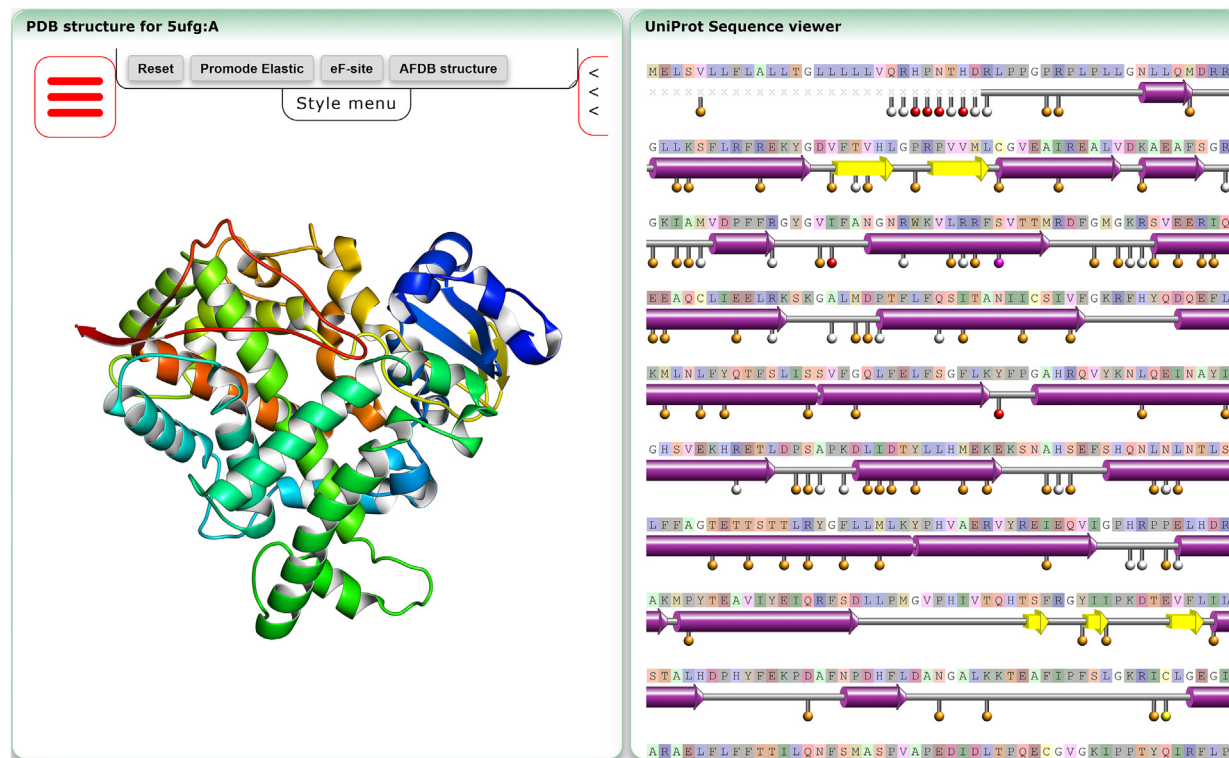 PDB structure for 5ufg:A
Reset Promode Elastic eF-site AFDB structure
Style menu
<
<
<
UniProt Sequence viewer
MELSVLLFLALLTGLLLLLVQRHPNTHDRLPPGPRPLPLLGNLLQMDRR
GLLKSFLRFREKYGDVFTVHLGPRPVVMLCGVEAIREALVDKAEAFSGR
GKIAMVDPFFRGYGVIFANGNRWKVLRRFSVTTMRDFGMGKRSVEERIQ
EEAQCLIEELRKSKGALMDPTFLFQSITANIICSIVFGKRFHYQDQEFL
KMLNLFYQTFSLISSVFGQLFELFSGFLKYFPGAHRQVYKNLQEINAYI
GHSVEKHRETLDPSAPKDLIDTYLLHMEKEKSNAHSEFSHQNLNLNTLS
LFFAGTETTSTTLRYGFLLMLKYPHVAERVYREIEQVIGPHRPPELHDR
AKMPYTEAVIYEIQRFSDLLPMGVPHIVTQHTSFRGYIIPKDTEVFLIL
STALHDPHYFEKPDAFNPDHFLDANGALKKTEAFIPFSLGKRICLGEGI
ARAELFLFFTTILQNFSMASPVAPEDIDLTPQECGVGKIPPTYQIRFLP